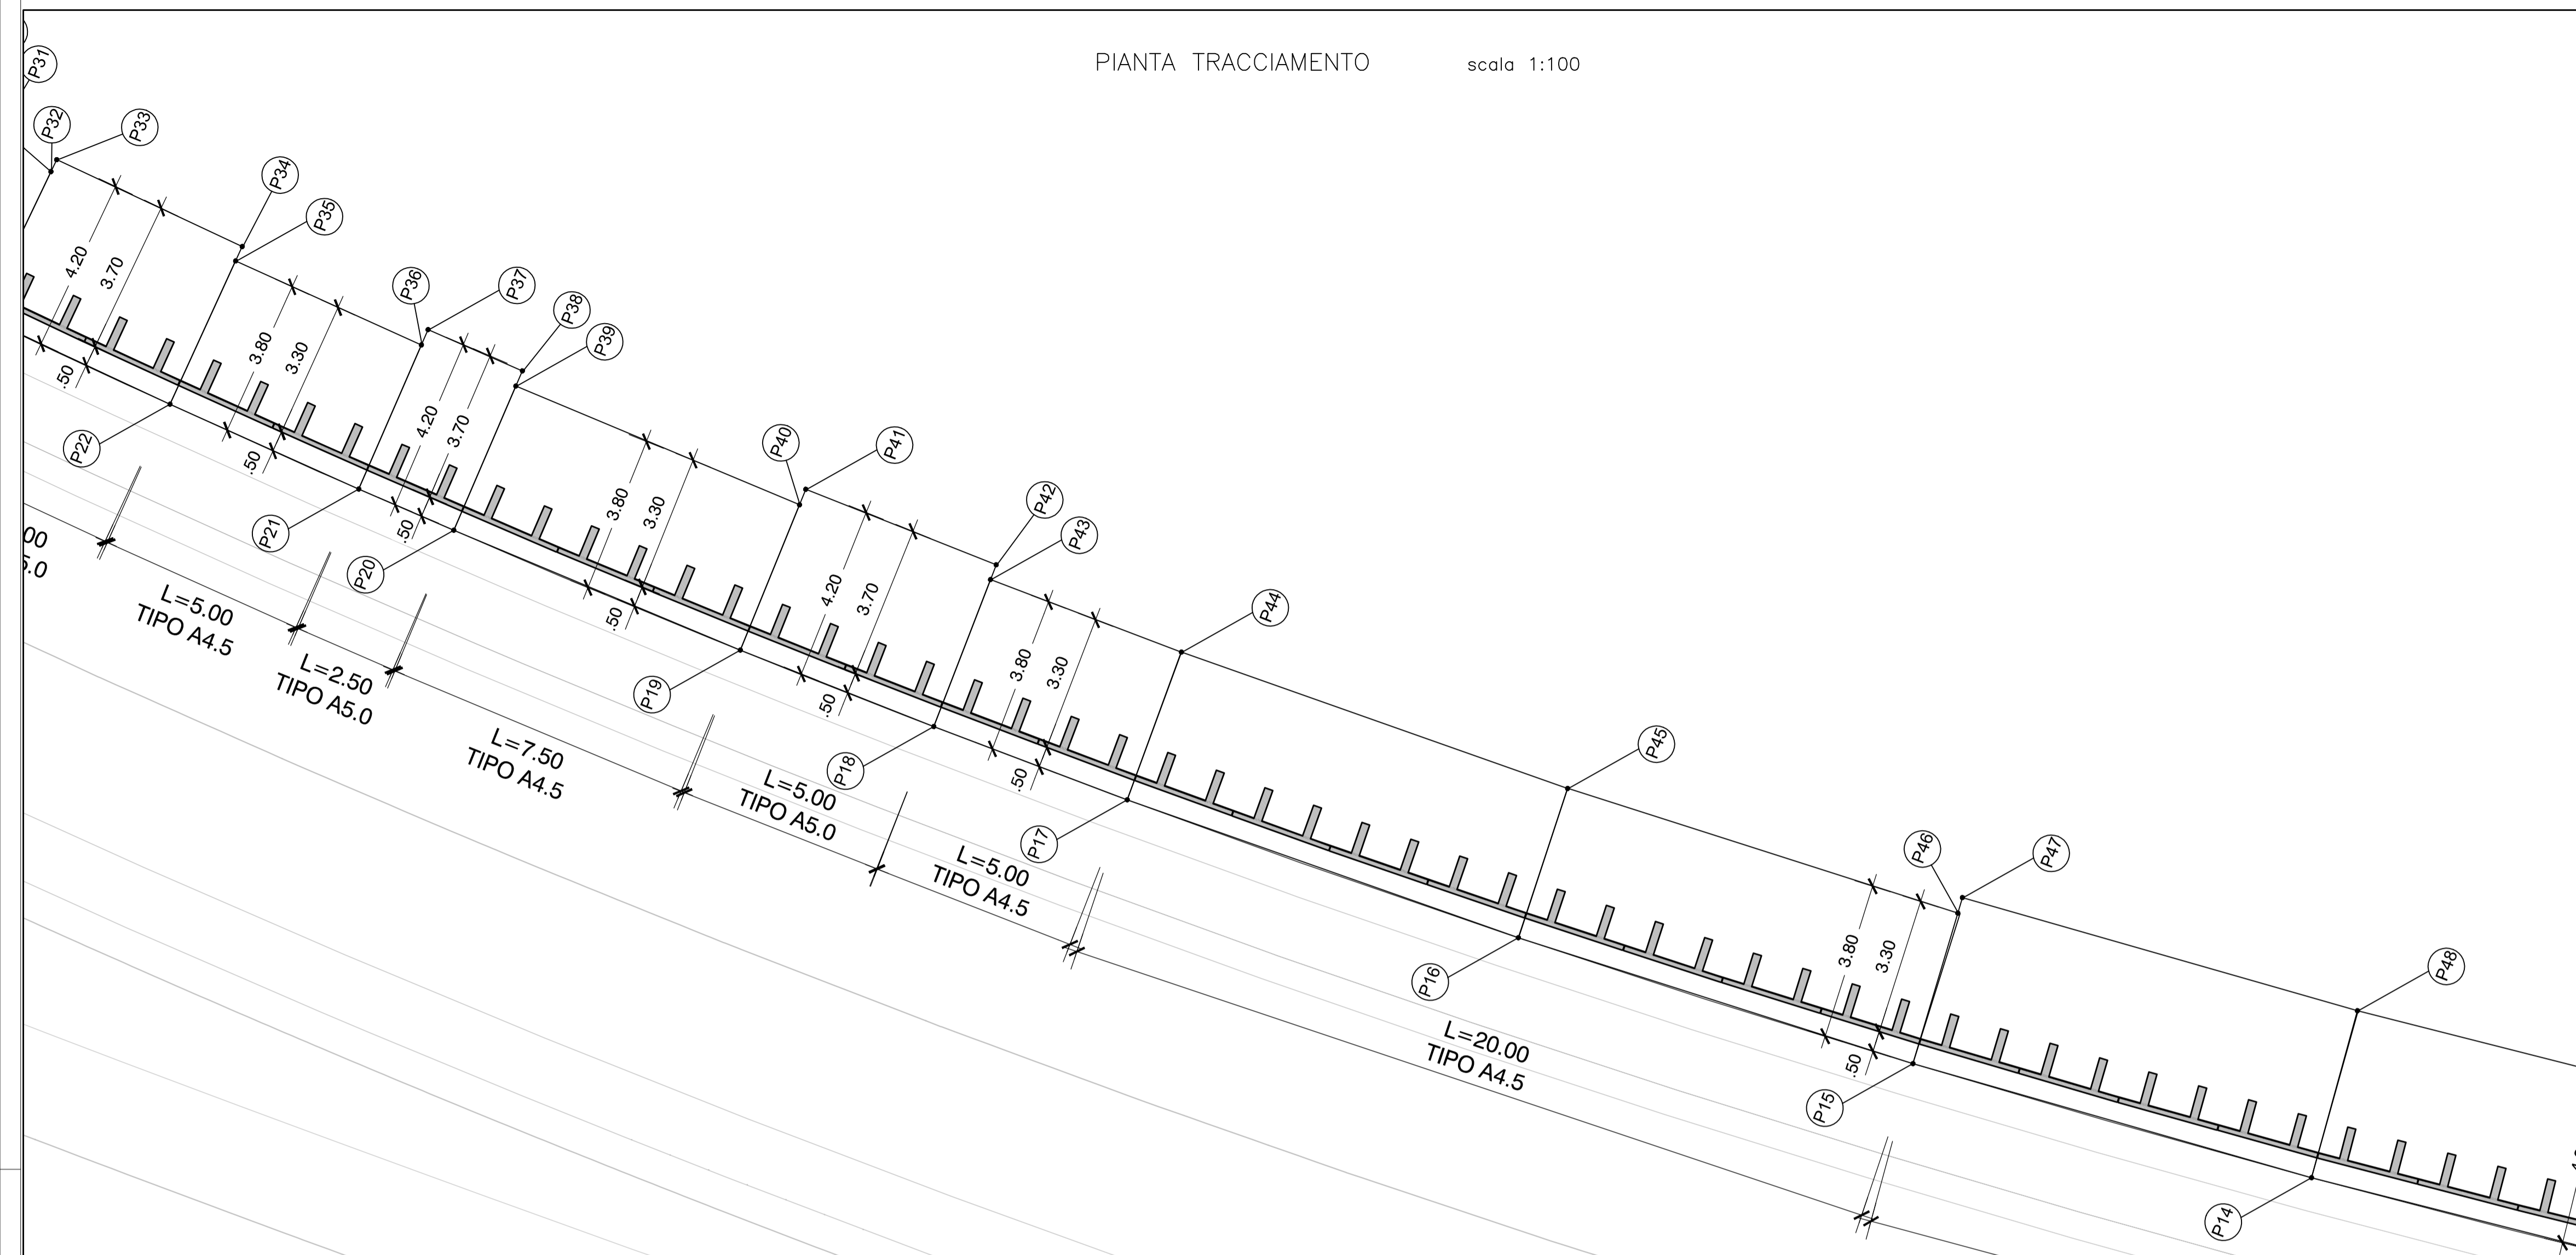 PIANTA TRACCIAMENTO scala 1:100
P31
P32
P33
P34
P35
P36
P37
P38
P39
P40
P41
P42
P43
P44
P45
P46
P47
P48
4.20
3.70
.50
3.80
3.30
.50
4.20
3.70
.50
3.80
3.30
.50
4.20
3.70
.50
3.80
3.30
.50
3.80
3.30
.50
P22
P21
P20
P19
P18
P17
P16
P15
P14
L=5.00
TIPO A4.5
L=2.50
TIPO A5.0
L=7.50
TIPO A4.5
L=5.00
TIPO A5.0
L=5.00
TIPO A4.5
L=20.00
TIPO A4.5